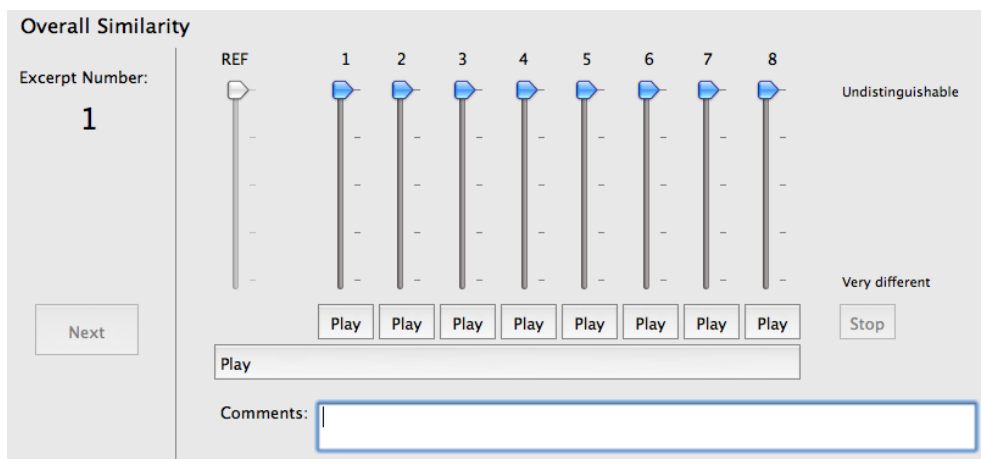 Overall Similarity
Excerpt Number:
1
REF 1 2 3 4 5 6 7 8
Undistinguishable
Very different
Next
Play Play Play Play Play Play Play Play Stop
Play
Comments: